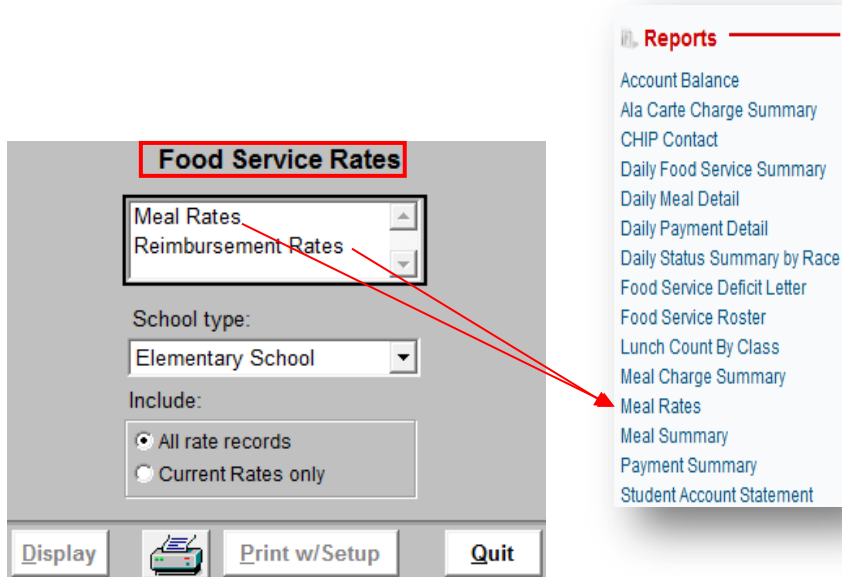 Food Service Rates
Meal Rates
Reimbursement Rates
School type:
Elementary School
Include:
All rate records
Current Rates only
Display
Print w/Setup
Quit
Reports
Account Balance
Ala Carte Charge Summary
CHIP Contact
Daily Food Service Summary
Daily Meal Detail
Daily Payment Detail
Daily Status Summary by Race
Food Service Deficit Letter
Food Service Roster
Lunch Count By Class
Meal Charge Summary
Meal Rates
Meal Summary
Payment Summary
Student Account Statement